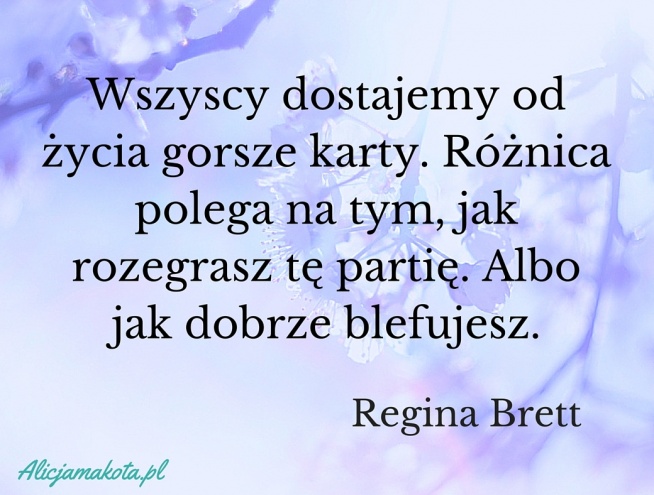 Wszyscy dostajemy od
życia gorsze karty. Różnica
polega na tym, jak
rozegrasz tę partię. Albo
jak dobrze blefujesz.
Regina Brett
Alicjamakota.pl